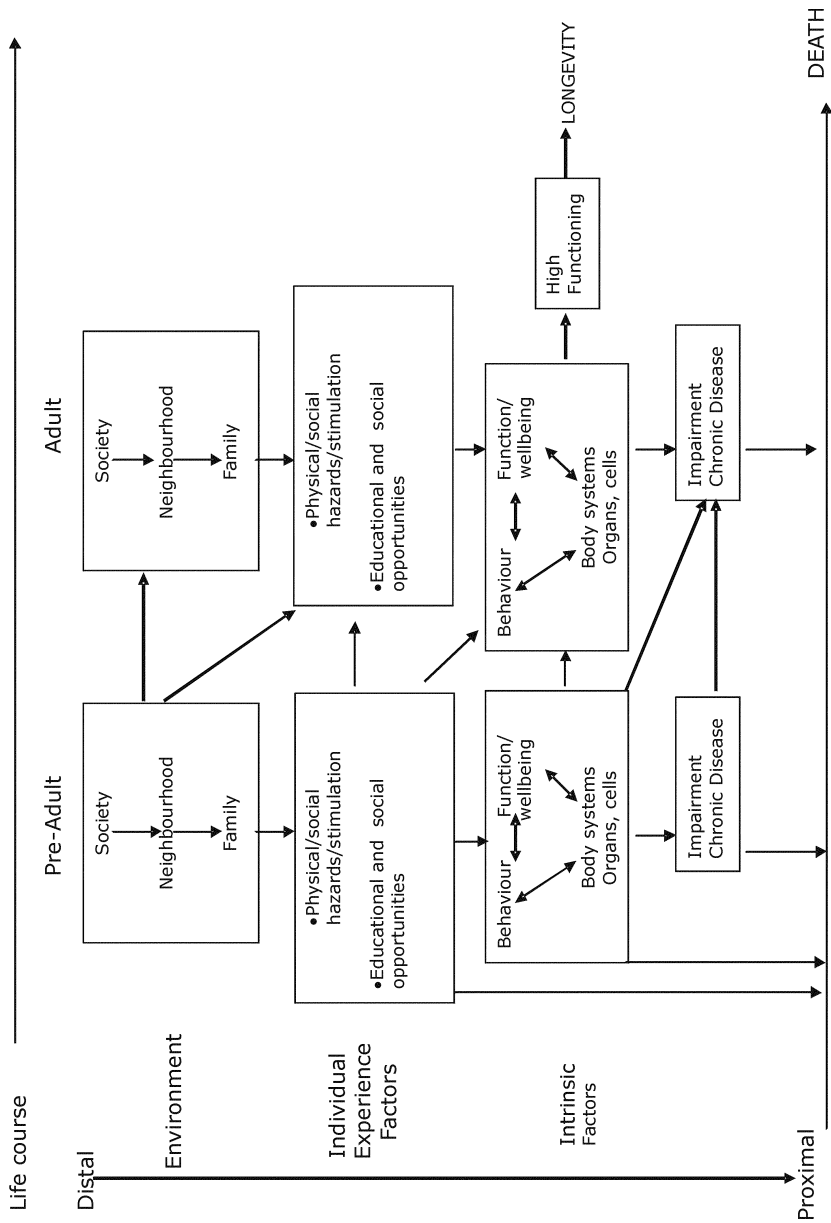 Life course
Distal
Proximal
Pre-Adult
Adult
Environment
Society
Neighbourhood
Family
Society
Neighbourhood
Family
Individual
Experience
Factors
•Physical/social
hazards/stimulation
•Educational and social
opportunities
•Physical/social
hazards/stimulation
•Educational and social
opportunities
Intrinsic
Factors
Behaviour
Function/
wellbeing
Body systems
Organs, cells
Behaviour
Function/
wellbeing
Body systems
Organs, cells
High
Functioning
LONGEVITY
Impairment
Chronic Disease
Impairment
Chronic Disease
DEATH